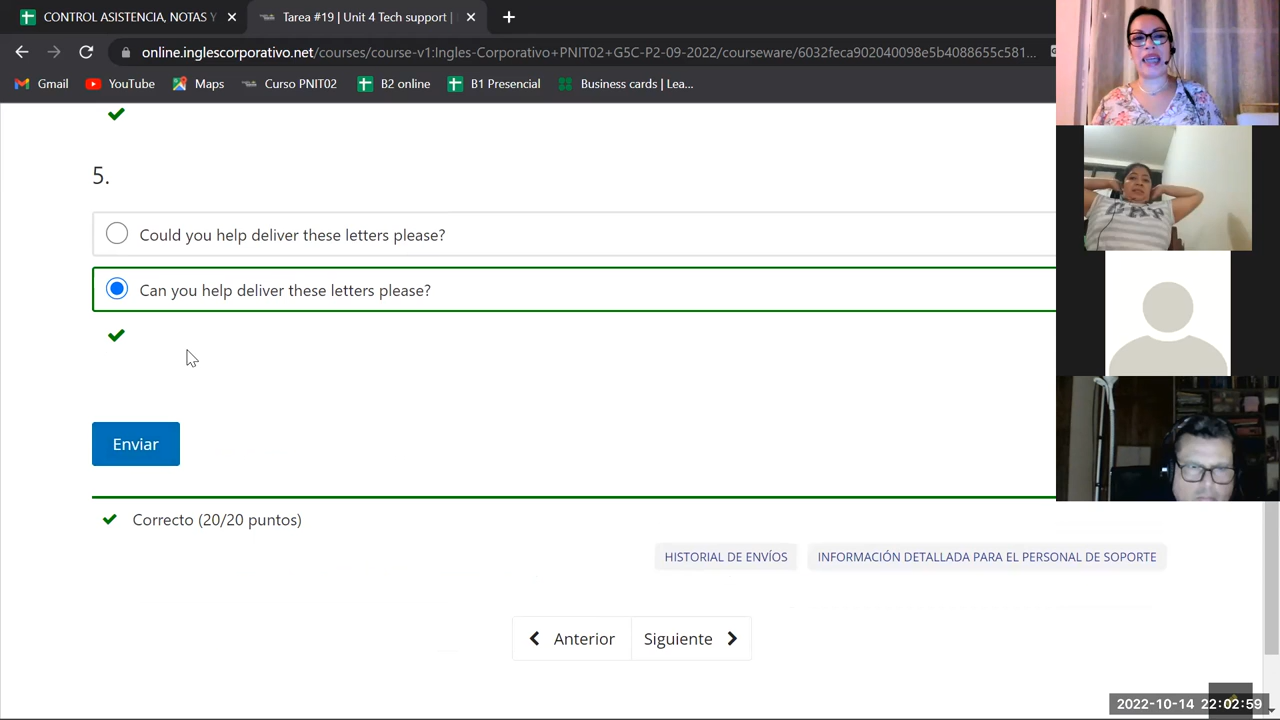 CONTROL ASISTENCIA, NOTAS Y
Tarea #19 | Unit 4 Tech support |
online.inglescorporativo.net/courses/course-v1
PNIT02+G5C-P2-09-2022/courseware/
Gmail
YouTube
Maps
Curso PNIT02
B2 online
B1 Presencial
Business cards | Lea...
5.
Could you help deliver these letters please?
Can you help deliver these letters please?
Enviar
Correcto (20/20 puntos)
HISTORIAL DE ENVÍOS
INFORMACIÓN DETALLADA PARA EL PERSONAL DE SOPORTE
Anterior
Siguiente
2022-10-14 22:02:59